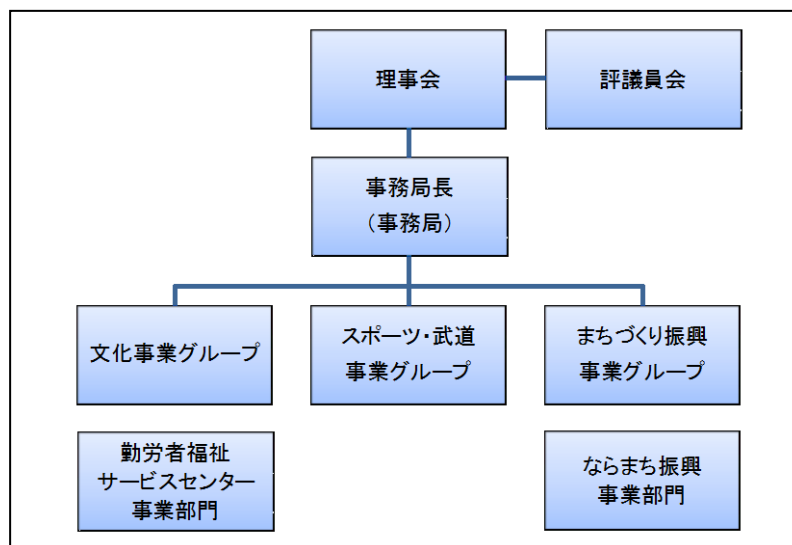 理事会
評議員会
事務局長
（事務局）
文化事業グループ
スポーツ・武道
事業グループ
まちづくり振興
事業グループ
勤労者福祉
サービスセンター
事業部門
ならまち振興
事業部門